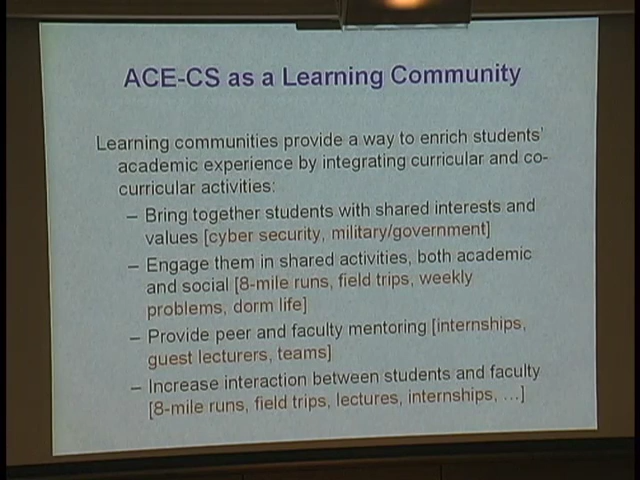 ACE-CS as a Learning Community
Learning communities provide a way to enrich students'
academic experience by integrating curricular and co-
curricular activities:
– Bring together students with shared interests and
values [cyber security, military/government]
– Engage them in shared activities, both academic
and social [8-mile runs, field trips, weekly
problems, dorm life]
– Provide peer and faculty mentoring [internships,
guest lecturers, teams]
– Increase interaction between students and faculty
[8-mile runs, field trips, lectures, internships, ...]